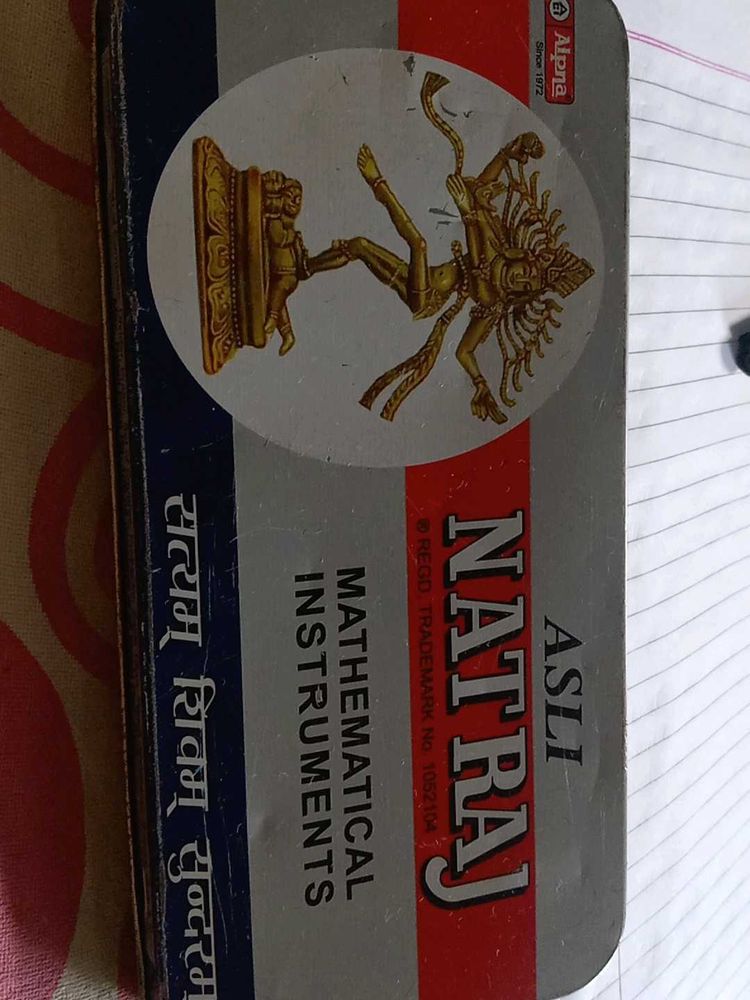 Alpna
Since 1972
ASLI
NATRAJ
® REGD. TRADEMARK No. 1052104
MATHEMATICAL
INSTRUMENTS
सत्यम् शिवम् सुन्दरम्